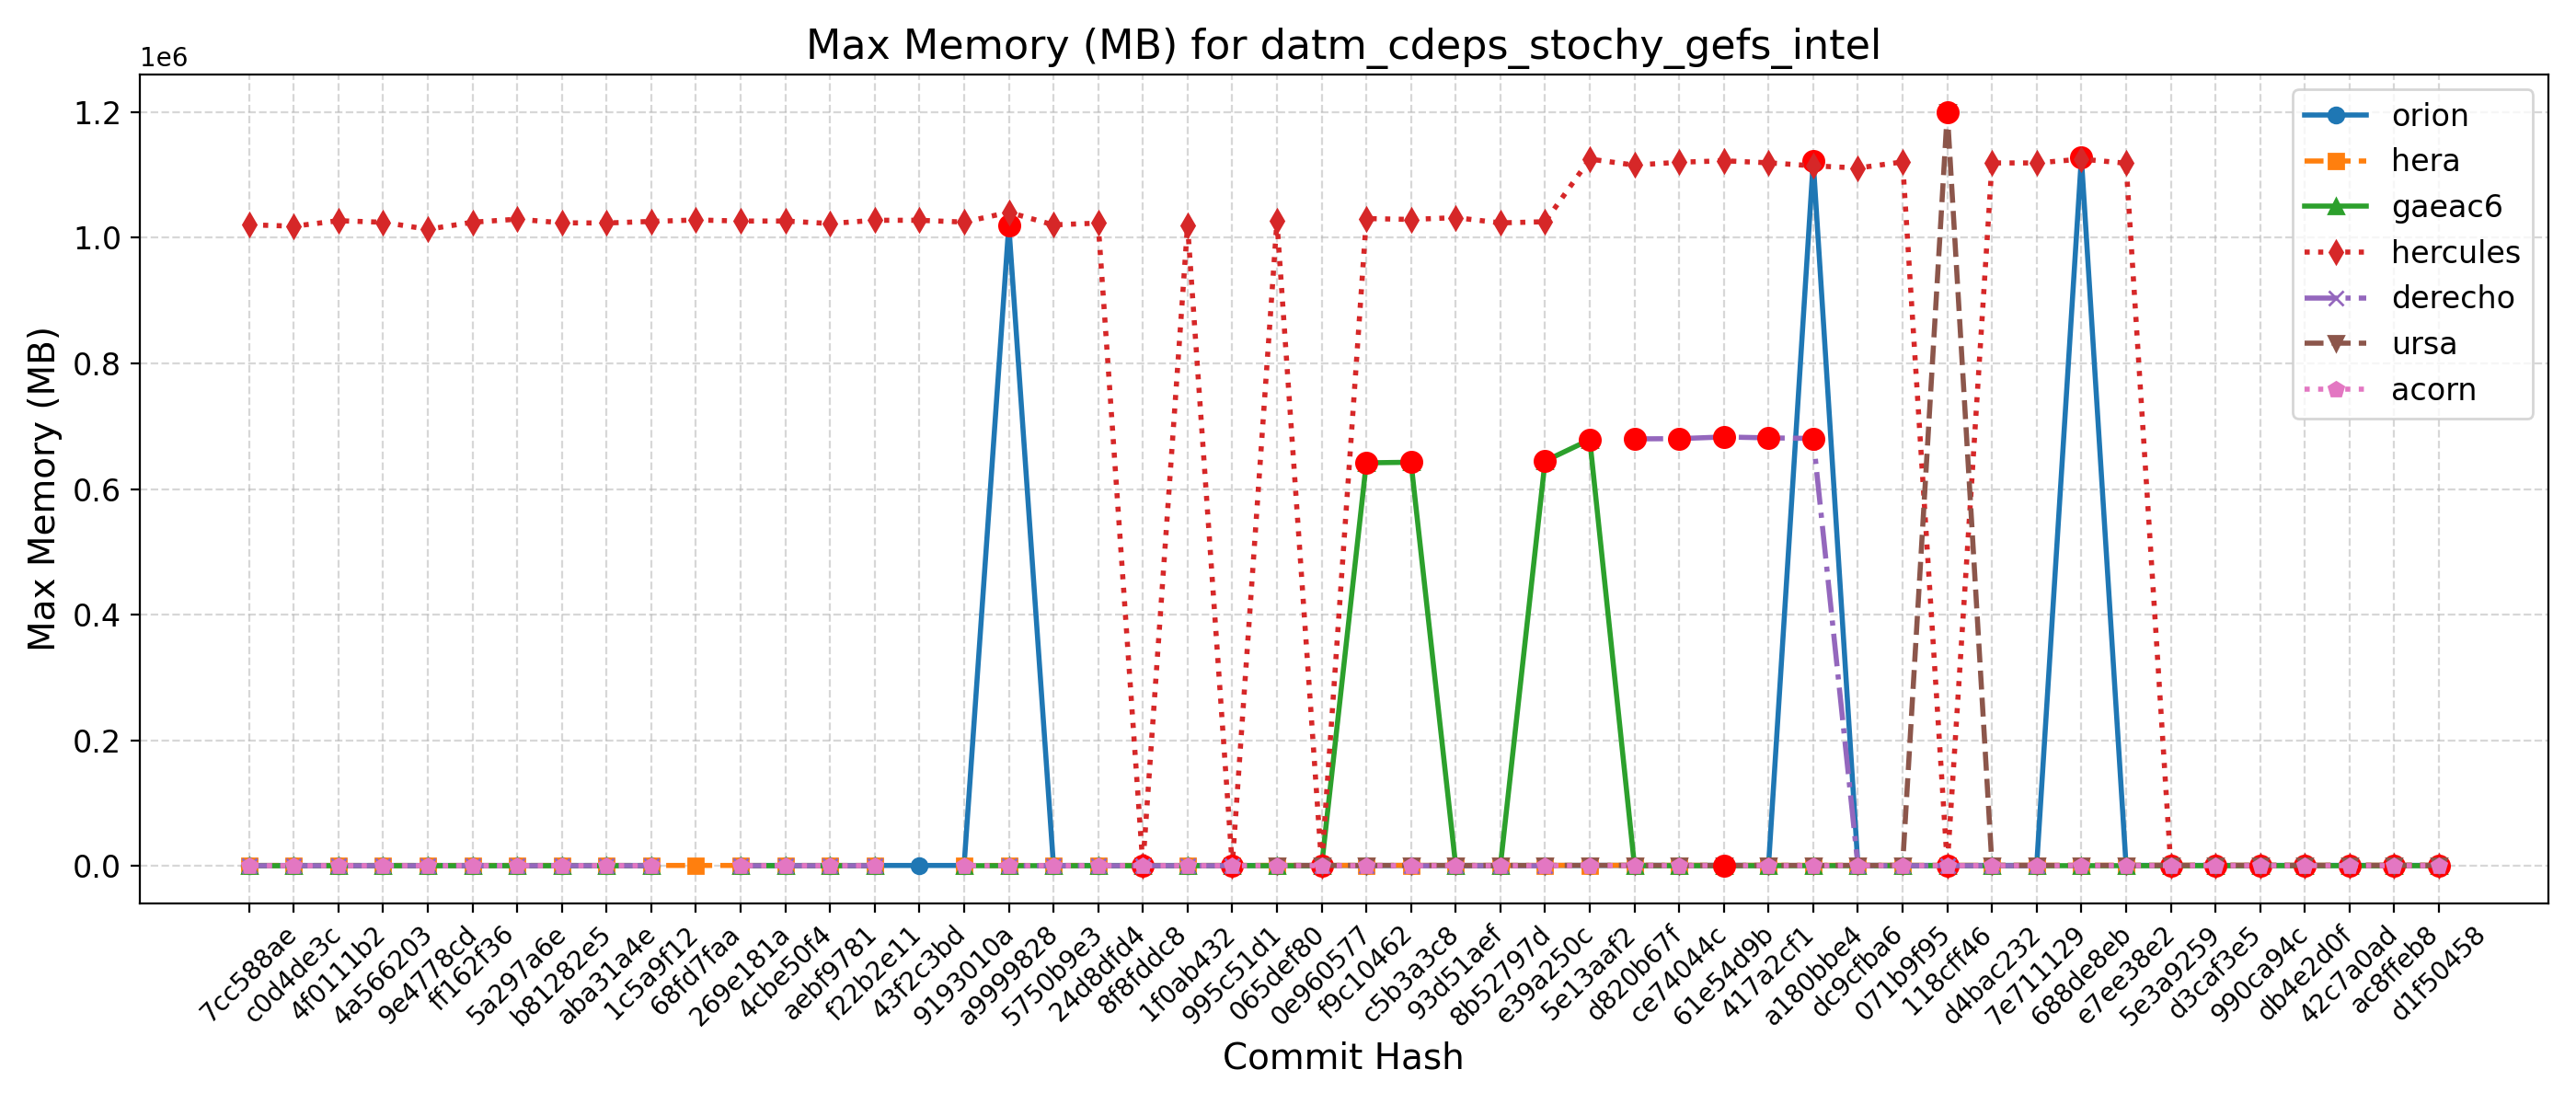 Max Memory (MB) for datm_cdeps_stochy_gefs_intel
1e6
1.2
1.0
0.8
0.6
0.4
0.2
0.0
Max Memory (MB)
orion
hera
gaeac6
hercules
derecho
ursa
acorn
7cc588ae
c0d4de3c
4f0111b2
4a566203
9e4778cd
ff162f36
5a297a6e
b81282e5
aba31a4e
1c5a9f12
68fd7faa
269e181a
4cbe50f4
aebf9781
f22b2e11
43f2c3bd
9193010a
a9999828
5750b9e3
24d8dfd4
8f8fddc8
1f0ab432
995c51d1
065def80
0e960577
f9c10462
c5b3a3c8
93d51aef
8b52797d
e39a250c
5e13aaf2
d820b67f
ce74044c
61e54d9b
417a2cf1
a180bbe4
dc9cfba6
071b9f95
118cff46
d4bac232
7e711129
688de8eb
e7ee38e2
5e3a9259
d3caf3e5
990ca94c
db4e2d0f
42c7a0ad
ac8ffeb8
d1f50458
Commit Hash